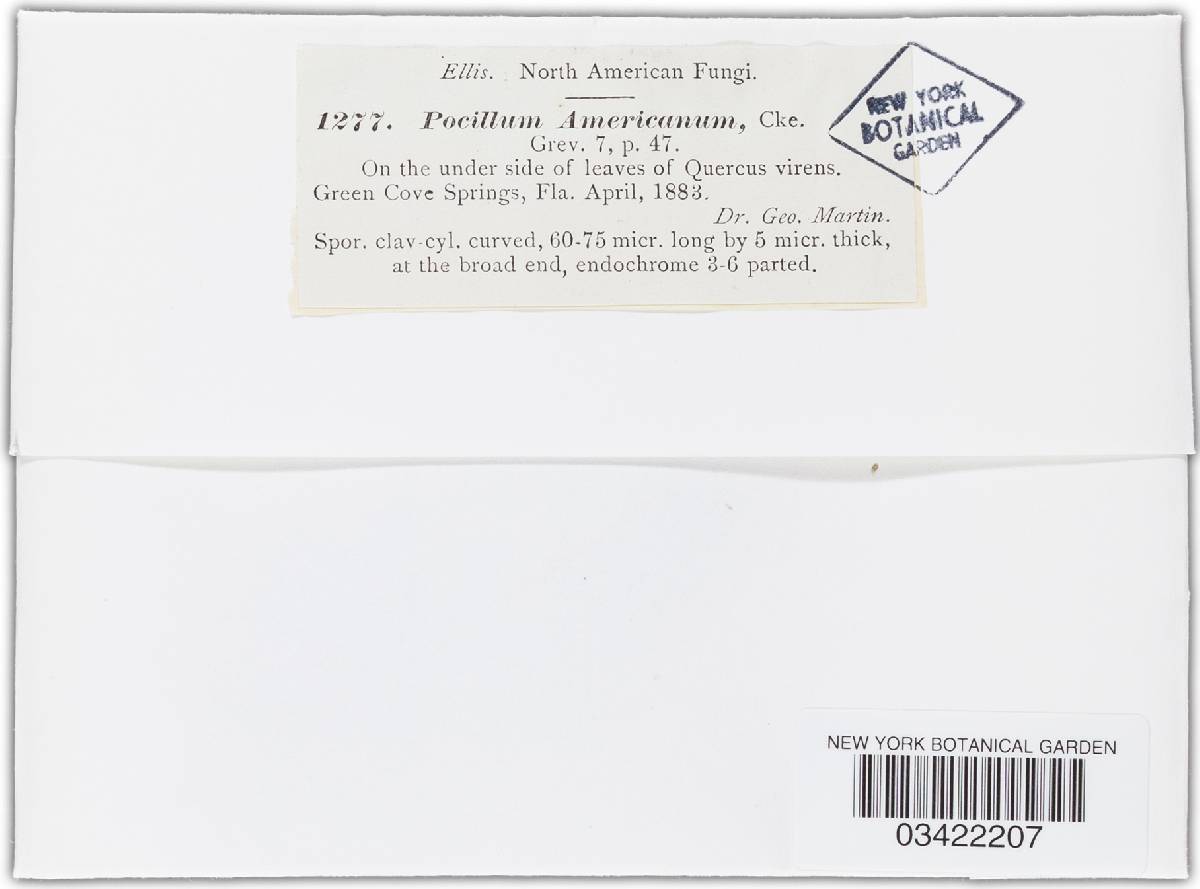 Ellis. North American Fungi.
1277. Pocillum Americanum, Cke.
Grev. 7, p. 47.
On the under side of leaves of Quercus virens.
Green Cove Springs, Fla. April, 1883.
Dr. Geo. Martin.
Spor. clav-cyl. curved, 60-75 micr. long by 5 micr. thick,
at the broad end, endochrome 3-6 parted.
NEW YORK
BOTANICAL
GARDEN
NEW YORK BOTANICAL GARDEN
03422207